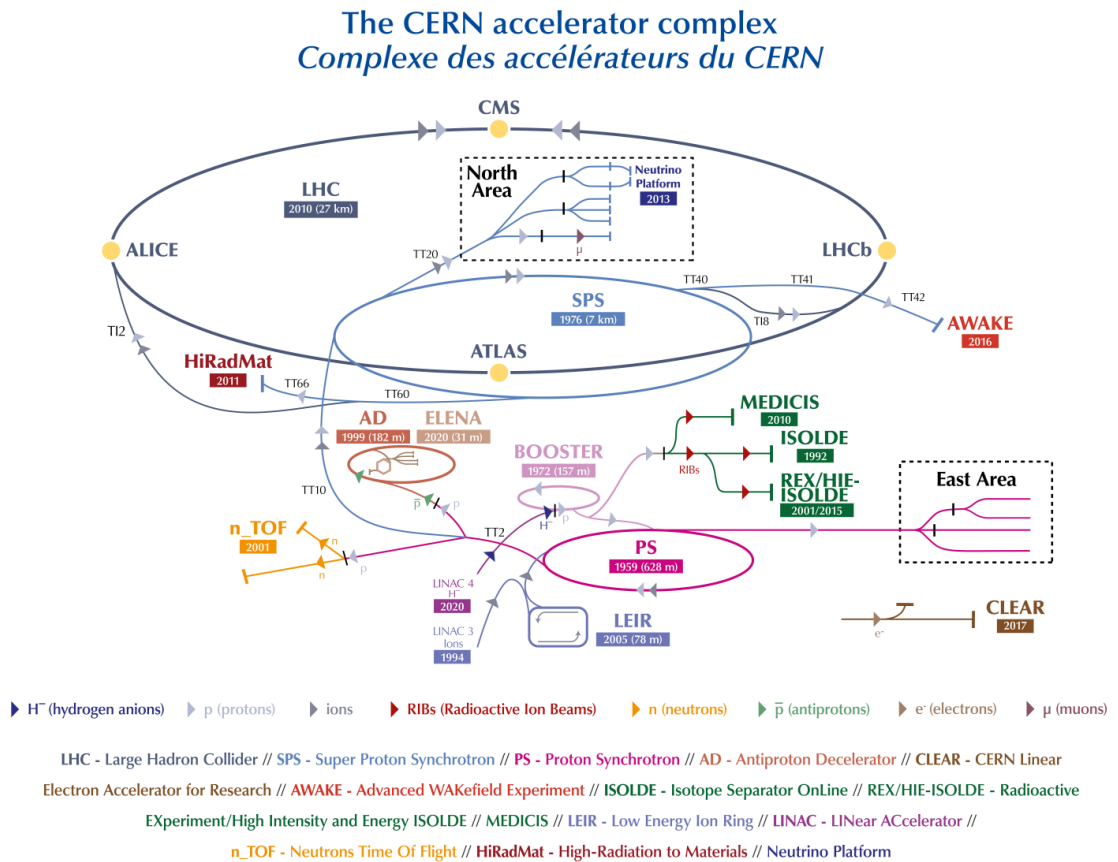 The CERN accelerator complex
Complexe des accélérateurs du CERN
CMS
North
Area
Neutrino
Platform
2013
LHC
2010 (27 km)
ALICE
LHCb
TT20
μ
TT40
TT41
TT42
SPS
1976 (7 km)
TI8
AWAKE
2016
TI2
ATLAS
HiRadMat
2011
TT66
TT60
MEDICIS
2010
AD
1999 (182 m)
ELENA
2020 (31 m)
ISOLDE
1992
BOOSTER
1972 (157 m)
RIBs
REX/HIE-
ISOLDE
2001/2015
East Area
TT10
p̅
p
H⁻
p
n_TOF
2001
n
n
p
TT2
PS
1959 (628 m)
LINAC 4
H⁻
2020
LINAC 3
Ions
1994
LEIR
2005 (78 m)
CLEAR
2017
e⁻
H⁻ (hydrogen anions)
p (protons)
ions
RIBs (Radioactive Ion Beams)
n (neutrons)
p̅ (antiprotons)
e⁻ (electrons)
μ (muons)
LHC - Large Hadron Collider // SPS - Super Proton Synchrotron // PS - Proton Synchrotron // AD - Antiproton Decelerator // CLEAR - CERN Linear
Electron Accelerator for Research // AWAKE - Advanced WAKefield Experiment // ISOLDE - Isotope Separator OnLine // REX/HIE-ISOLDE - Radioactive
EXperiment/High Intensity and Energy ISOLDE // MEDICIS // LEIR - Low Energy Ion Ring // LINAC - LINear ACcelerator //
n_TOF - Neutrons Time Of Flight // HiRadMat - High-Radiation to Materials // Neutrino Platform